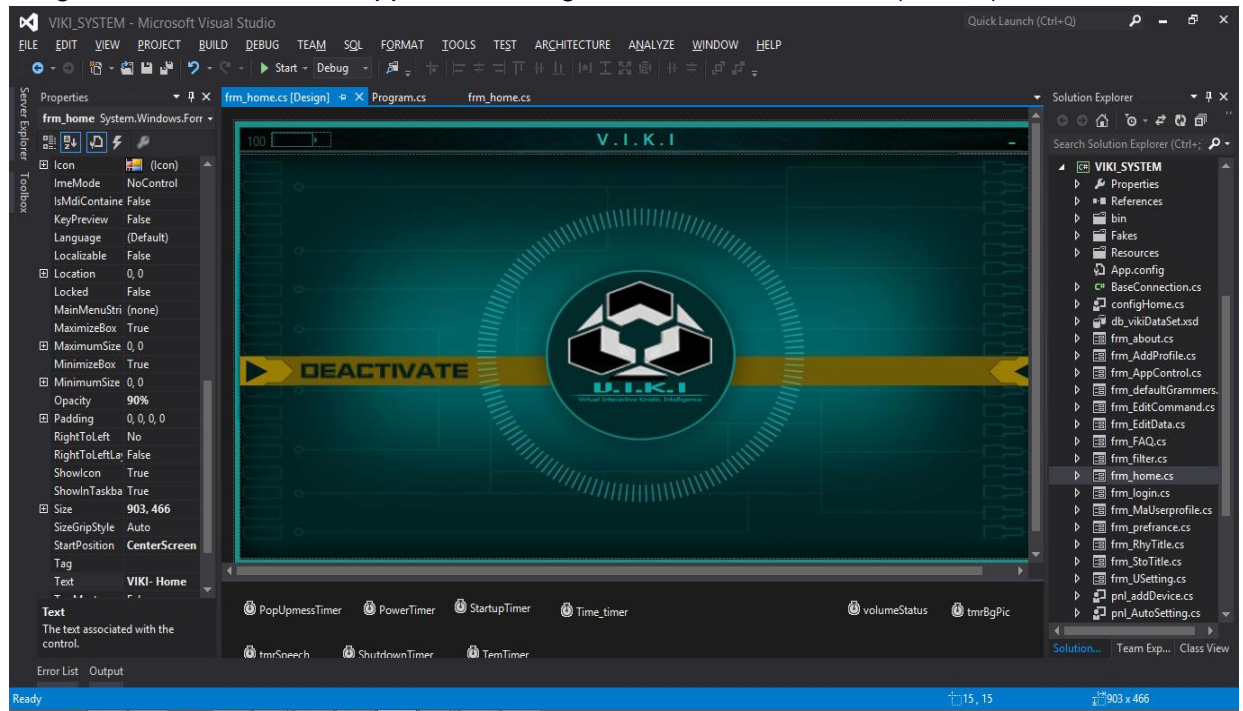 VIKI_SYSTEM - Microsoft Visual Studio
Quick Launch (Ctrl+Q)
FILE EDIT VIEW PROJECT BUILD DEBUG TEAM SQL FORMAT TOOLS TEST ARCHITECTURE ANALYZE WINDOW HELP
Start - Debug
Server Explorer
Toolbox
Properties
frm_home System.Windows.Forr
Icon (Icon)
ImeMode NoControl
IsMdiContaine False
KeyPreview False
Language (Default)
Localizable False
Location 0, 0
Locked False
MainMenuStri (none)
MaximizeBox True
MaximumSize 0, 0
MinimizeBox True
MinimumSize 0, 0
Opacity 90%
Padding 0, 0, 0, 0
RightToLeft No
RightToLeftLay False
ShowIcon True
ShowInTaskba True
Size 903, 466
SizeGripStyle Auto
StartPosition CenterScreen
Tag
Text VIKI- Home
Text
The text associated with the
control.
frm_home.cs [Design] Program.cs frm_home.cs
100
V.I.K.I
DEACTIVATE
V.I.K.I
Virtual Interactive Kinetic Intelligence
PopUpmessTimer PowerTimer StartupTimer Time_timer volumeStatus tmrBgPic
tmrSpeech ShutdownTimer TemTimer
Solution Explorer
Search Solution Explorer (Ctrl+;
VIKI_SYSTEM
Properties
References
bin
Fakes
Resources
App.config
BaseConnection.cs
configHome.cs
db_vikiDataSet.xsd
frm_about.cs
frm_AddProfile.cs
frm_AppControl.cs
frm_defaultGrammers.
frm_EditCommand.cs
frm_EditData.cs
frm_FAQ.cs
frm_filter.cs
frm_home.cs
frm_login.cs
frm_MaUserprofile.cs
frm_prefrance.cs
frm_RhyTitle.cs
frm_StoTitle.cs
frm_USetting.cs
pnl_addDevice.cs
pnl_AutoSetting.cs
Solution... Team Exp... Class View
Error List Output
Ready
15 , 15
903 x 466